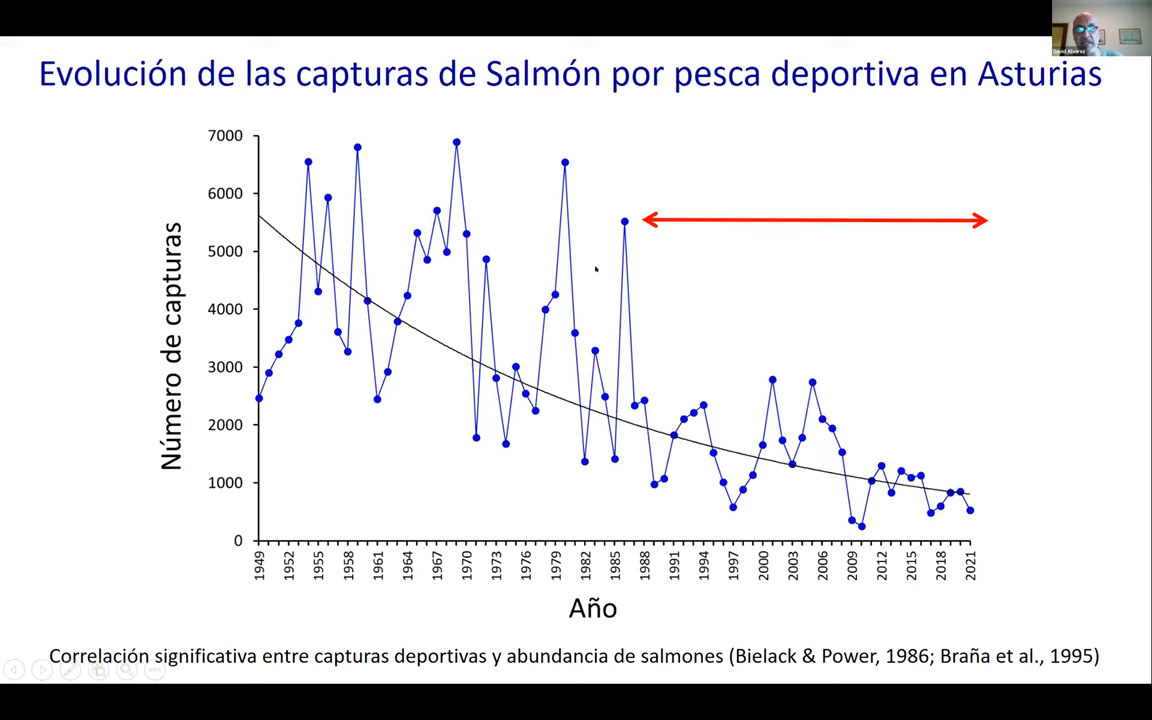 David Alvarez
Evolución de las capturas de Salmón por pesca deportiva en Asturias
Número de capturas
7000
6000
5000
4000
3000
2000
1000
0
1949 1952 1955 1958 1961 1964 1967 1970 1973 1976 1979 1982 1985 1988 1991 1994 1997 2000 2003 2006 2009 2012 2015 2018 2021
Año
Correlación significativa entre capturas deportivas y abundancia de salmones (Bielack & Power, 1986; Braña et al., 1995)